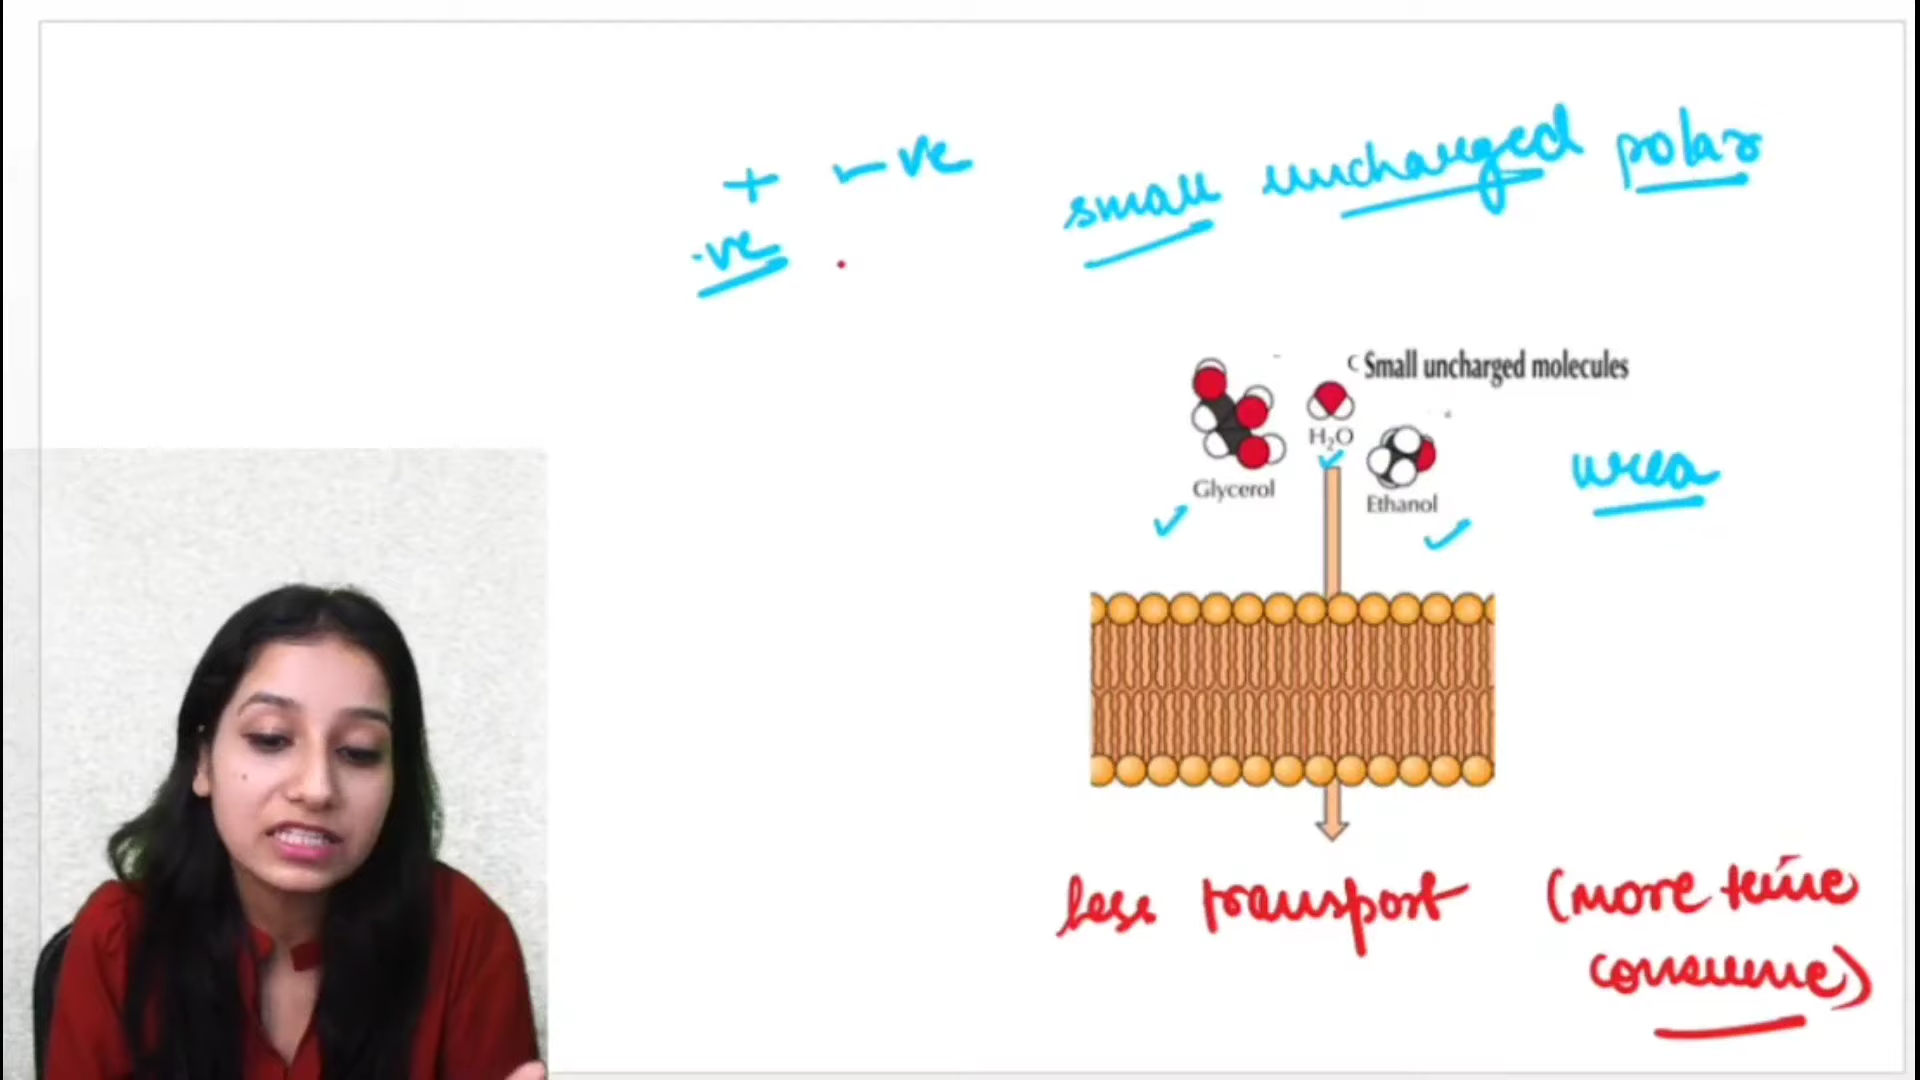 + -ve
-ve
small uncharged polar
Small uncharged molecules
H₂O
Glycerol
Ethanol
urea
less transport (more time
consume)